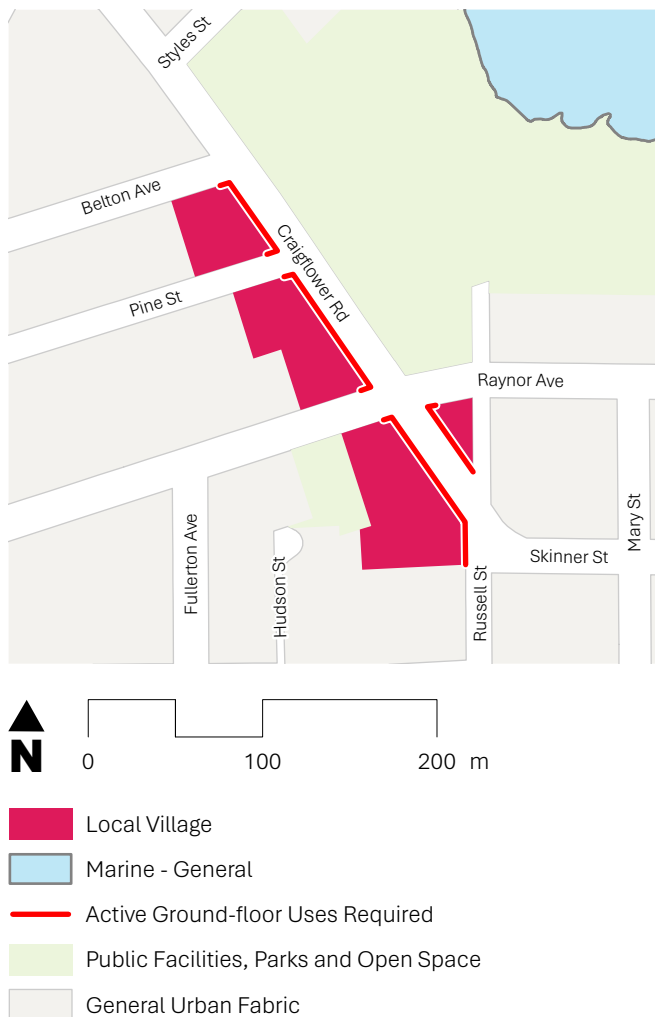 Styles St
Belton Ave
Craigflower Rd
Pine St
Raynor Ave
Fullerton Ave
Hudson St
Russell St
Skinner St
Mary St
N
0 100 200 m
Local Village
Marine - General
Active Ground-floor Uses Required
Public Facilities, Parks and Open Space
General Urban Fabric